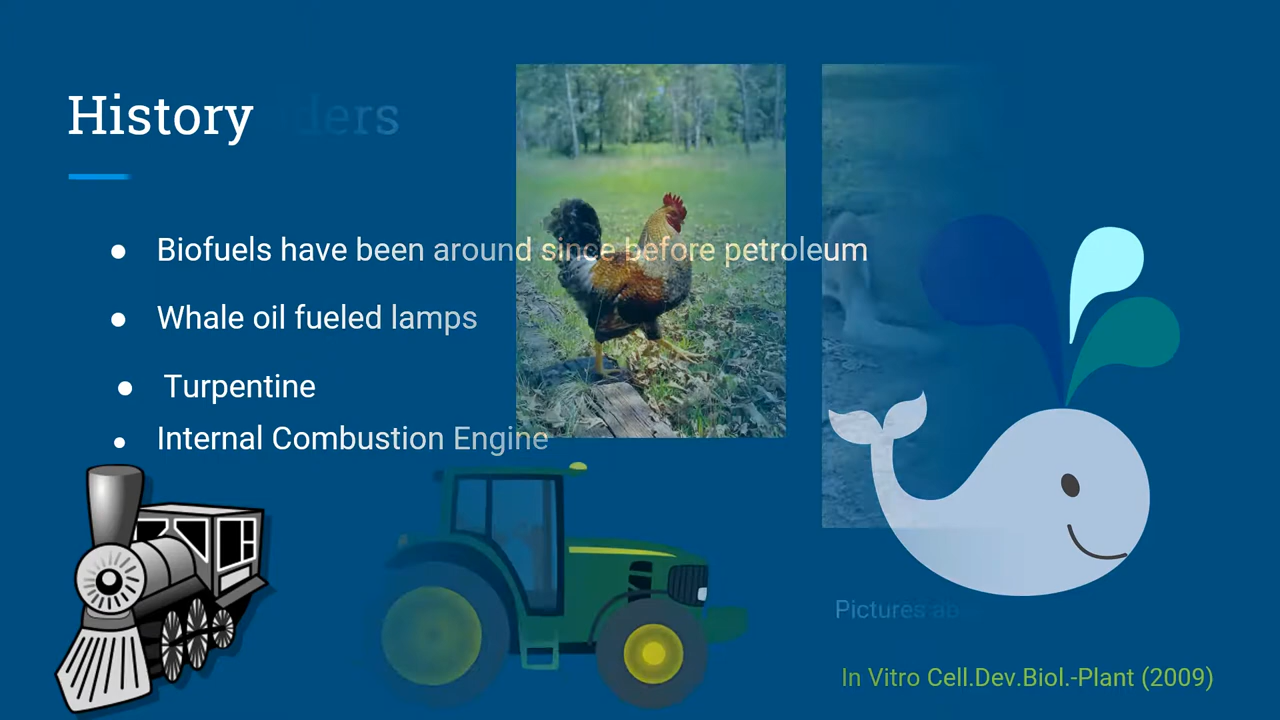 History
Biofuels have been around since before petroleum
Whale oil fueled lamps
Turpentine
Internal Combustion Engine
Pictures
In Vitro Cell.Dev.Biol.-Plant (2009)